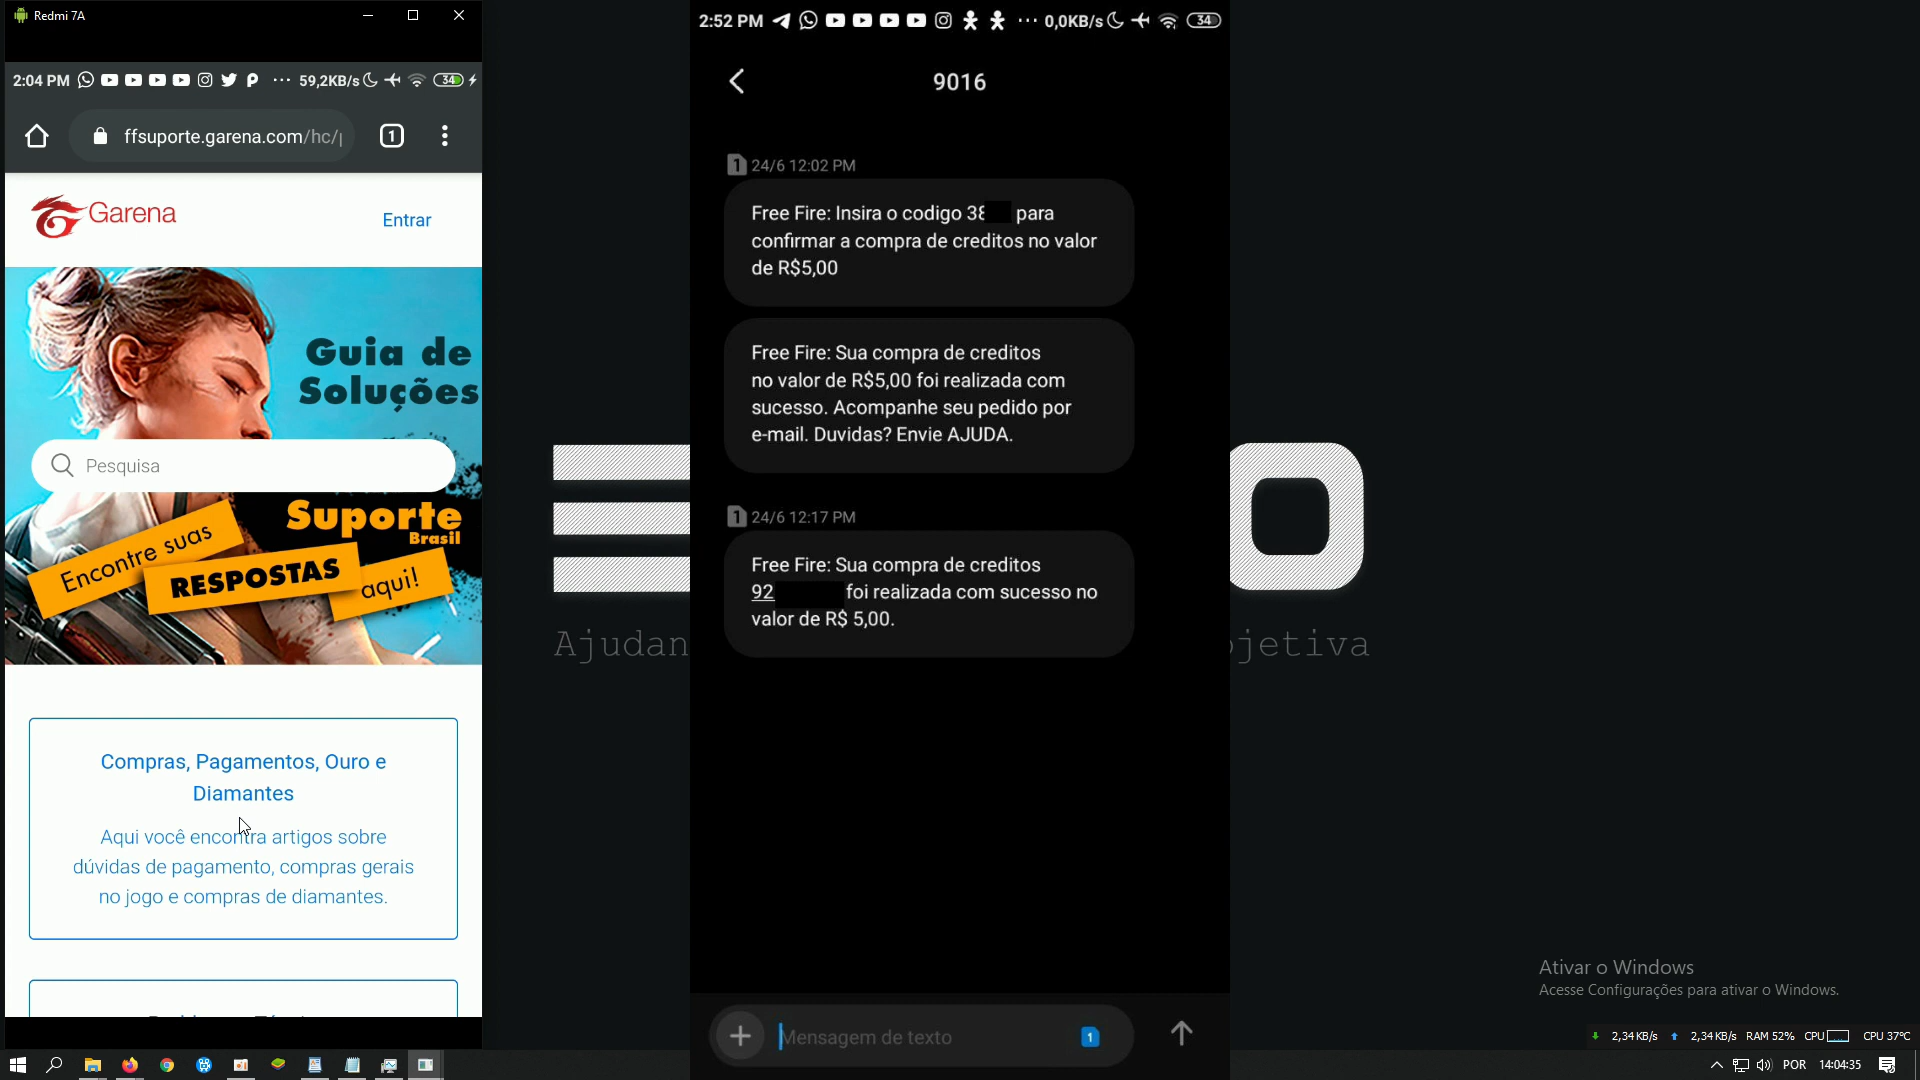 Redmi 7A
2:04 PM
59,2KB/s
34
ffsuporte.garena.com/hc/
1
Garena
Entrar
Guia de
Soluções
Pesquisa
Suporte
Brasil
Encontre suas
RESPOSTAS
aqui!
Compras, Pagamentos, Ouro e
Diamantes
Aqui você encontra artigos sobre
dúvidas de pagamento, compras gerais
no jogo e compras de diamantes.
2:52 PM
0,0KB/s
34
9016
1 24/6 12:02 PM
Free Fire: Insira o codigo 38 para
confirmar a compra de creditos no valor
de R$5,00
Free Fire: Sua compra de creditos
no valor de R$5,00 foi realizada com
sucesso. Acompanhe seu pedido por
e-mail. Duvidas? Envie AJUDA.
1 24/6 12:17 PM
Free Fire: Sua compra de creditos
92 foi realizada com sucesso no
valor de R$ 5,00.
Mensagem de texto
1
Ajudan
jetiva
Ativar o Windows
Acesse Configurações para ativar o Windows.
2,34 KB/s 2,34 KB/s RAM 52% CPU CPU 37°C
POR 14:04:35